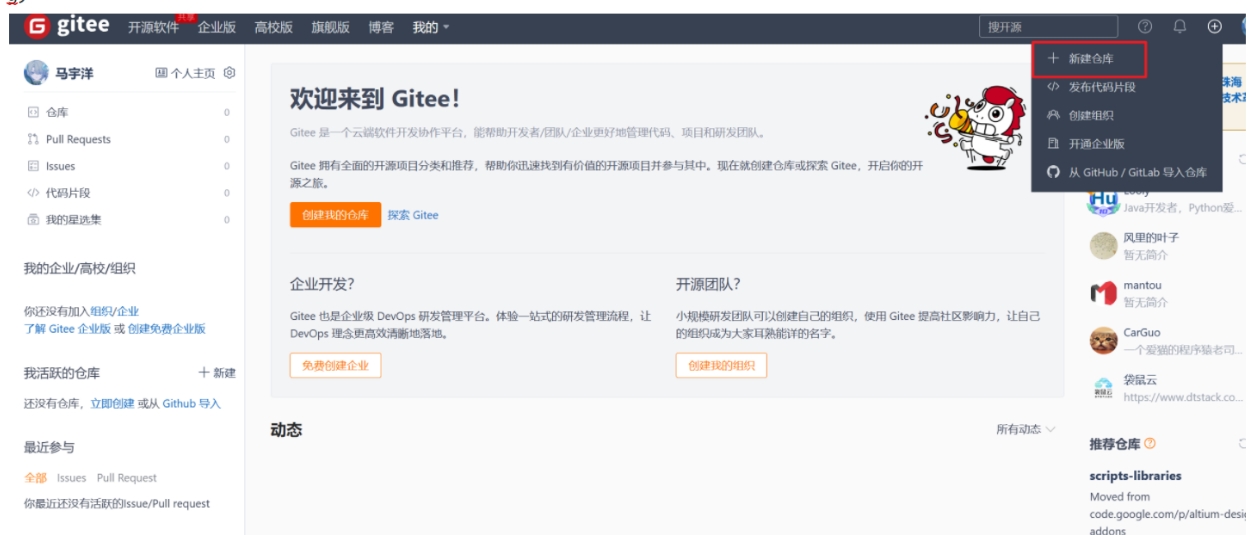 gitee 开源软件 共享 企业版 高校版 旗舰版 博客 我的 搜开源
马宇洋 个人主页
仓库 0
Pull Requests 0
Issues 0
代码片段 0
我的星选集 0
我的企业/高校/组织
你还没有加入组织/企业
了解 Gitee 企业版 或 创建免费企业版
我活跃的仓库 + 新建
还没有仓库，立即创建 或从 Github 导入
最近参与
全部 Issues Pull Request
你最近还没有活跃的Issue/Pull request
欢迎来到 Gitee!
Gitee 是一个云端软件开发协作平台，能帮助开发者/团队/企业更好地管理代码、项目和研发团队。
Gitee 拥有全面的开源项目分类和推荐，帮助你迅速找到有价值的开源项目并参与其中。现在就创建仓库或探索 Gitee，开启你的开
源之旅。
创建我的仓库 探索 Gitee
企业开发?
Gitee 也是企业级 DevOps 研发管理平台。体验一站式的研发管理流程，让
DevOps 理念更高效清晰地落地。
免费创建企业
开源团队?
小规模研发团队可以创建自己的组织，使用 Gitee 提高社区影响力，让自己
的组织成为大家耳熟能详的名字。
创建我的组织
动态 所有动态
新建仓库
发布代码片段
创建组织
开通企业版
从 GitHub / GitLab 导入仓库
珠海
Java开发者，Python爱...
风里的叶子
暂无简介
mantou
暂无简介
CarGuo
一个爱猫的程序猿老司...
袋鼠云
https://www.dtstack.co...
推荐仓库
scripts-libraries
Moved from
code.google.com/p/altium-desig
addons